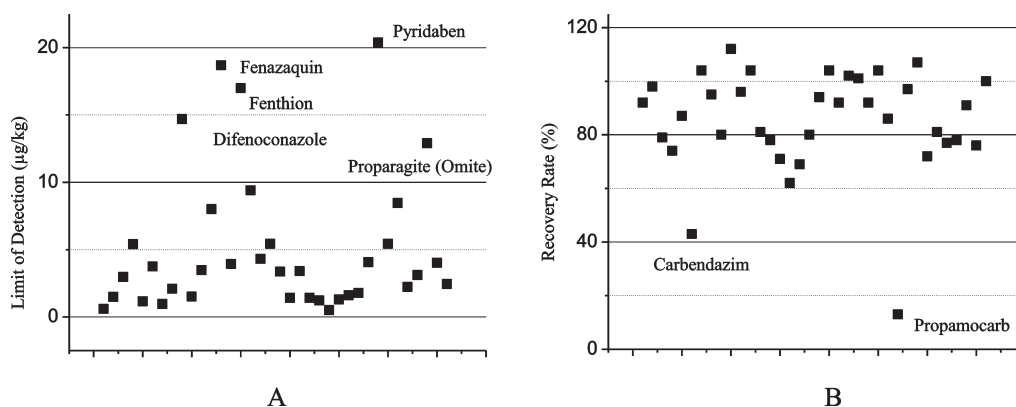 Limit of Detection (μg/kg)
20
10
0
Pyridaben
Fenazaquin
Fenthion
Difenoconazole
Proparagite (Omite)
A
Recovery Rate (%)
120
80
40
0
Carbendazim
Propamocarb
B